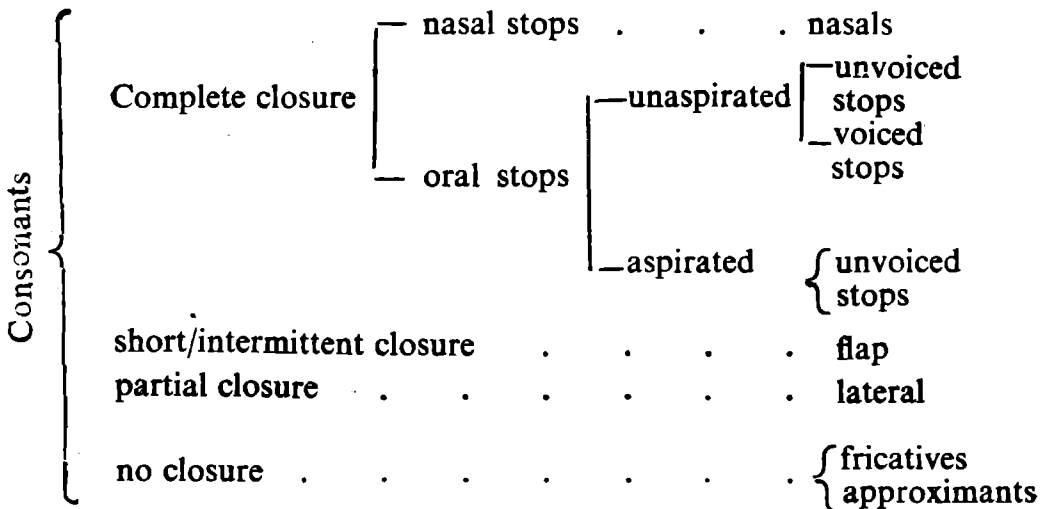 — nasal stops . . . nasals
Complete closure
—unaspirated
—unvoiced
stops
—voiced
stops
— oral stops
—aspirated
unvoiced
stops
Consonants
short/intermittent closure . . . . flap
partial closure . . . . . . lateral
no closure . . . . . . . fricatives
approximants